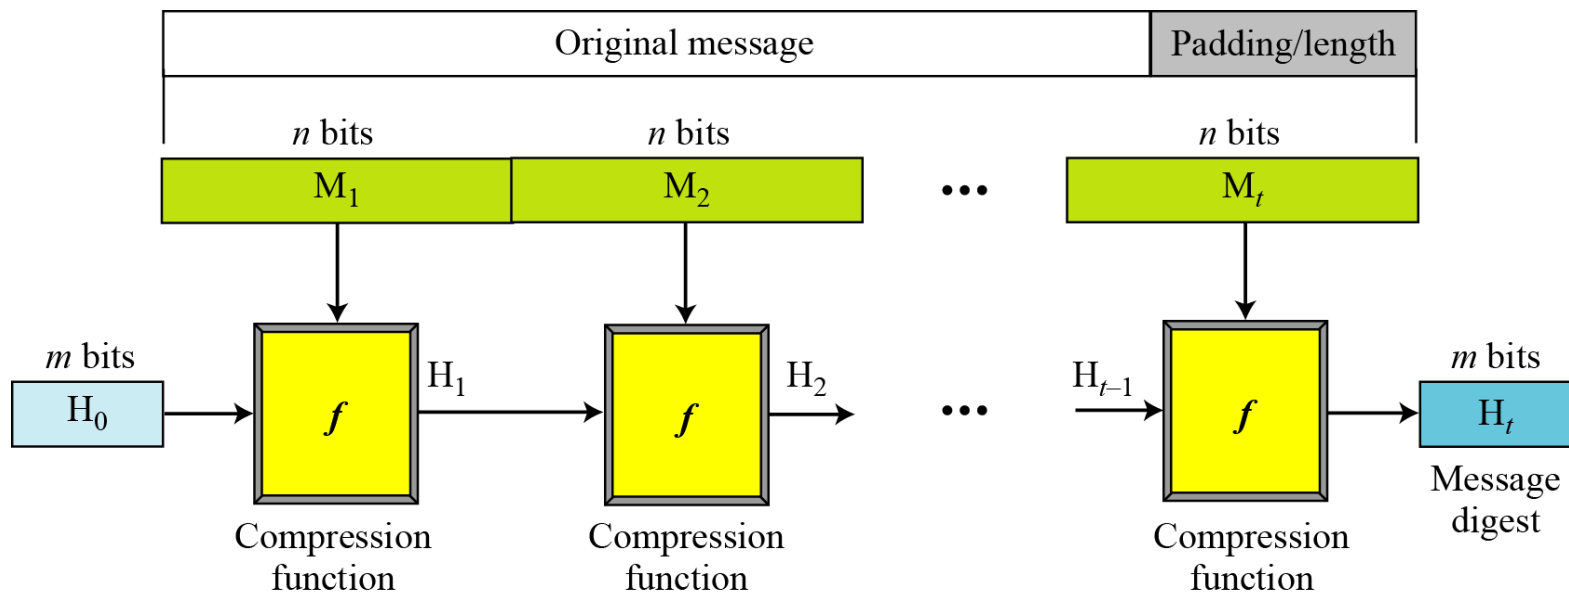 Original message
Padding/length
n bits
n bits
n bits
M₁
M₂
•••
Mₜ
m bits
H₀
f
H₁
f
H₂
•••
Hₜ₋₁
f
m bits
Hₜ
Message
digest
Compression
function
Compression
function
Compression
function